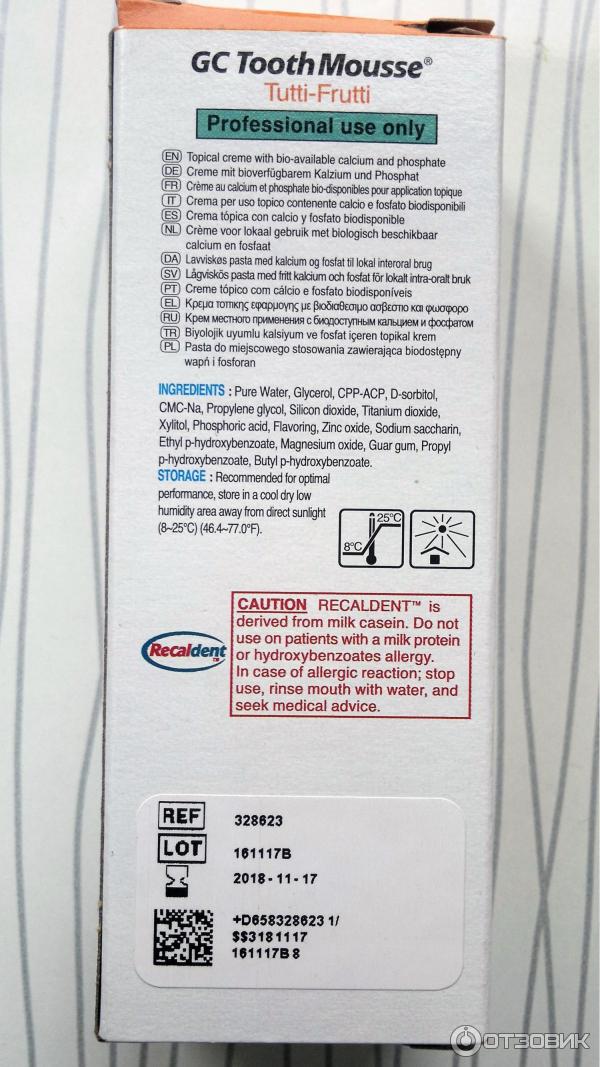 GC Tooth Mousse®
Tutti-Frutti
Professional use only
EN Topical creme with bio-available calcium and phosphate
DE Creme mit bioverfügbarem Kalzium und Phosphat
FR Crème au calcium et phosphate bio-disponibles pour application topique
IT Crema per uso topico contenente calcio e fosfato biodisponibili
ES Crema tópica con calcio y fosfato biodisponible
NL Crème voor lokaal gebruik met biologisch beschikbaar
calcium en fosfaat
DA Lavviskøs pasta med kalcium og fosfat til lokal interoral brug
SV Lågviskös pasta med fritt kalcium och fosfat för lokalt intra-oralt bruk
PT Creme tópico com cálcio e fosfato biodisponíveis
EL Κρεμα τοπικης εφαρμογης με βιοδιαθεσιμο ασβεστιο και φωσφορο
RU Крем местного применения с биодоступным кальцием и фосфатом
TR Biyolojik uyumlu kalsiyum ve fosfat içeren topikal krem
PL Pasta do miejscowego stosowania zawierająca biodostępny
wapń i fosforan
INGREDIENTS : Pure Water, Glycerol, CPP-ACP, D-sorbitol,
CMC-Na, Propylene glycol, Silicon dioxide, Titanium dioxide,
Xylitol, Phosphoric acid, Flavoring, Zinc oxide, Sodium saccharin,
Ethyl p-hydroxybenzoate, Magnesium oxide, Guar gum, Propyl
p-hydroxybenzoate, Butyl p-hydroxybenzoate.
STORAGE : Recommended for optimal
performance, store in a cool dry low
humidity area away from direct sunlight
(8~25°C) (46.4~77.0°F).
25°C
8°C
CAUTION RECALDENT™ is
derived from milk casein. Do not
use on patients with a milk protein
or hydroxybenzoates allergy.
In case of allergic reaction; stop
use, rinse mouth with water, and
seek medical advice.
Recaldent™
REF 328623
LOT 161117B
2018-11-17
+D658328623 1/
$$3181117
161117B 8
ОТЗОВИК